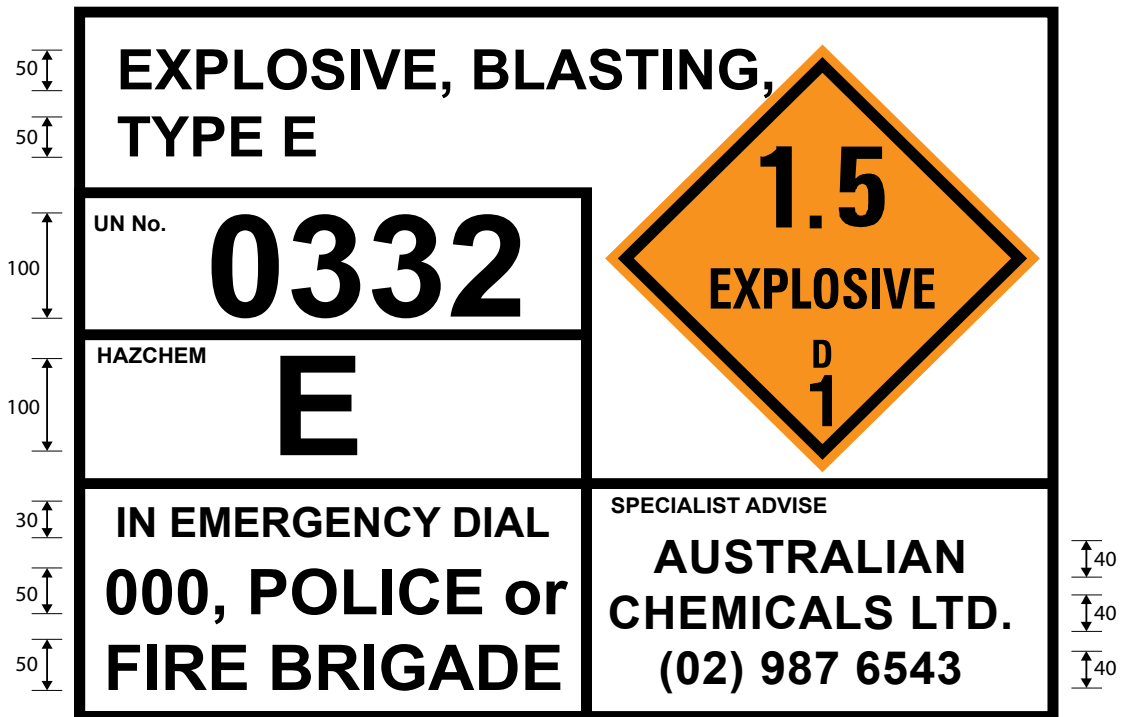 50
EXPLOSIVE, BLASTING,
50
TYPE E
1.5
EXPLOSIVE
D
1
100
UN No.
0332
100
HAZCHEM
E
30
IN EMERGENCY DIAL
50
000, POLICE or
50
FIRE BRIGADE
SPECIALIST ADVISE
AUSTRALIAN
40
CHEMICALS LTD.
40
(02) 987 6543
40